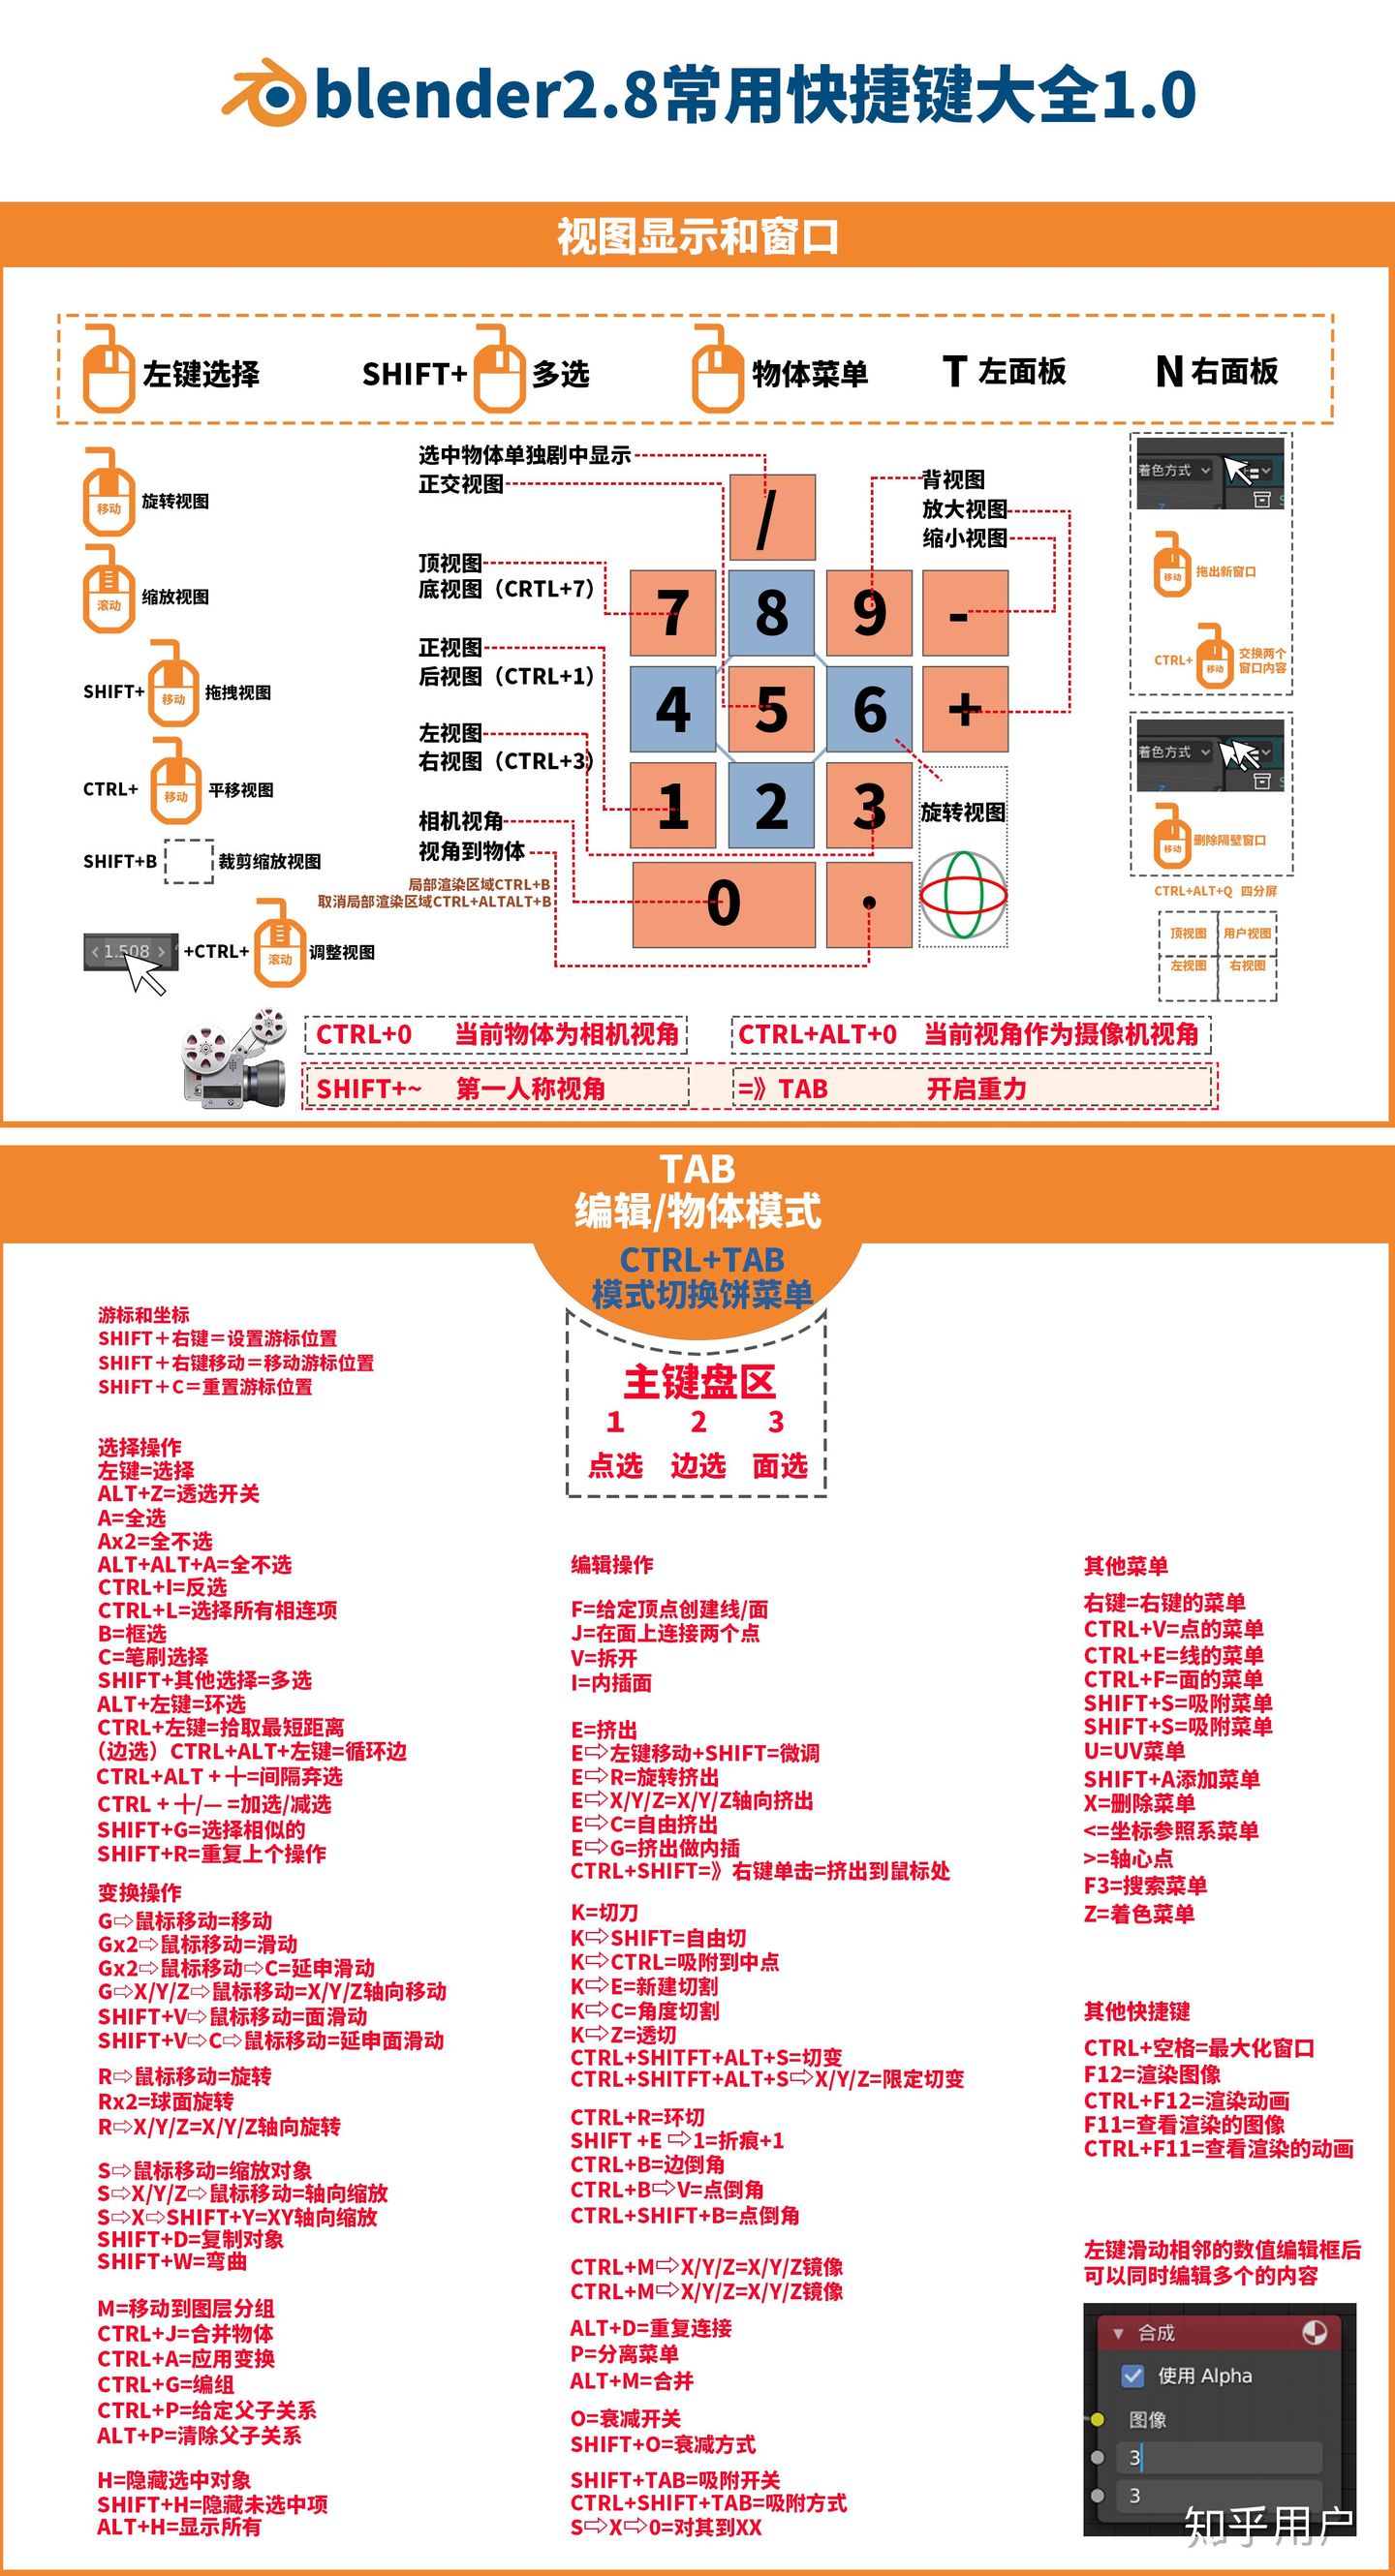 blender2.8常用快捷键大全1.0
视图显示和窗口
左键选择
SHIFT+ 多选
物体菜单
T 左面板
N 右面板
移动 旋转视图
滚动 缩放视图
SHIFT+ 移动 拖拽视图
CTRL+ 移动 平移视图
SHIFT+B 裁剪缩放视图
1.508 +CTRL+ 滚动 调整视图
选中物体单独剧中显示
正交视图
顶视图
底视图（CRTL+7）
正视图
后视图（CTRL+1）
左视图
右视图（CTRL+3）
相机视角
视角到物体
局部渲染区域CTRL+B
取消局部渲染区域CTRL+ALTALT+B
/
7 8 9 -
4 5 6 +
1 2 3
0 .
背视图
放大视图
缩小视图
旋转视图
着色方式
移动 拖出新窗口
CTRL+ 移动 交换两个
窗口内容
着色方式
移动 删除隔壁窗口
CTRL+ALT+Q 四分屏
顶视图 用户视图
左视图 右视图
CTRL+0 当前物体为相机视角
CTRL+ALT+0 当前视角作为摄像机视角
SHIFT+~ 第一人称视角
=》TAB 开启重力
TAB
编辑/物体模式
CTRL+TAB
模式切换饼菜单
主键盘区
1 2 3
点选 边选 面选
游标和坐标
SHIFT＋右键＝设置游标位置
SHIFT＋右键移动＝移动游标位置
SHIFT＋C＝重置游标位置
选择操作
左键=选择
ALT+Z=透选开关
A=全选
Ax2=全不选
ALT+ALT+A=全不选
CTRL+I=反选
CTRL+L=选择所有相连项
B=框选
C=笔刷选择
SHIFT+其他选择=多选
ALT+左键=环选
CTRL+左键=拾取最短距离
（边选）CTRL+ALT+左键=循环边
CTRL+ALT + ┼=间隔弃选
CTRL + ┼/— =加选/减选
SHIFT+G=选择相似的
SHIFT+R=重复上个操作
变换操作
G⇨鼠标移动=移动
Gx2⇨鼠标移动=滑动
Gx2⇨鼠标移动⇨C=延申滑动
G⇨X/Y/Z⇨鼠标移动=X/Y/Z轴向移动
SHIFT+V⇨鼠标移动=面滑动
SHIFT+V⇨C⇨鼠标移动=延申面滑动
R⇨鼠标移动=旋转
Rx2=球面旋转
R⇨X/Y/Z=X/Y/Z轴向旋转
S⇨鼠标移动=缩放对象
S⇨X/Y/Z⇨鼠标移动=轴向缩放
S⇨X⇨SHIFT+Y=XY轴向缩放
SHIFT+D=复制对象
SHIFT+W=弯曲
M=移动到图层分组
CTRL+J=合并物体
CTRL+A=应用变换
CTRL+G=编组
CTRL+P=给定父子关系
ALT+P=清除父子关系
H=隐藏选中对象
SHIFT+H=隐藏未选中项
ALT+H=显示所有
编辑操作
F=给定顶点创建线/面
J=在面上连接两个点
V=拆开
I=内插面
E=挤出
E⇨左键移动+SHIFT=微调
E⇨R=旋转挤出
E⇨X/Y/Z=X/Y/Z轴向挤出
E⇨C=自由挤出
E⇨G=挤出做内插
CTRL+SHIFT=》右键单击=挤出到鼠标处
K=切刀
K⇨SHIFT=自由切
K⇨CTRL=吸附到中点
K⇨E=新建切割
K⇨C=角度切割
K⇨Z=透切
CTRL+SHITFT+ALT+S=切变
CTRL+SHITFT+ALT+S⇨X/Y/Z=限定切变
CTRL+R=环切
SHIFT +E ⇨1=折痕+1
CTRL+B=边倒角
CTRL+B⇨V=点倒角
CTRL+SHIFT+B=点倒角
CTRL+M⇨X/Y/Z=X/Y/Z镜像
CTRL+M⇨X/Y/Z=X/Y/Z镜像
ALT+D=重复连接
P=分离菜单
ALT+M=合并
O=衰减开关
SHIFT+O=衰减方式
SHIFT+TAB=吸附开关
CTRL+SHIFT+TAB=吸附方式
S⇨X⇨0=对其到XX
其他菜单
右键=右键的菜单
CTRL+V=点的菜单
CTRL+E=线的菜单
CTRL+F=面的菜单
SHIFT+S=吸附菜单
SHIFT+S=吸附菜单
U=UV菜单
SHIFT+A添加菜单
X=删除菜单
<=坐标参照系菜单
>=轴心点
F3=搜索菜单
Z=着色菜单
其他快捷键
CTRL+空格=最大化窗口
F12=渲染图像
CTRL+F12=渲染动画
F11=查看渲染的图像
CTRL+F11=查看渲染的动画
左键滑动相邻的数值编辑框后
可以同时编辑多个的内容
合成
使用 Alpha
图像
3
3
知乎用户